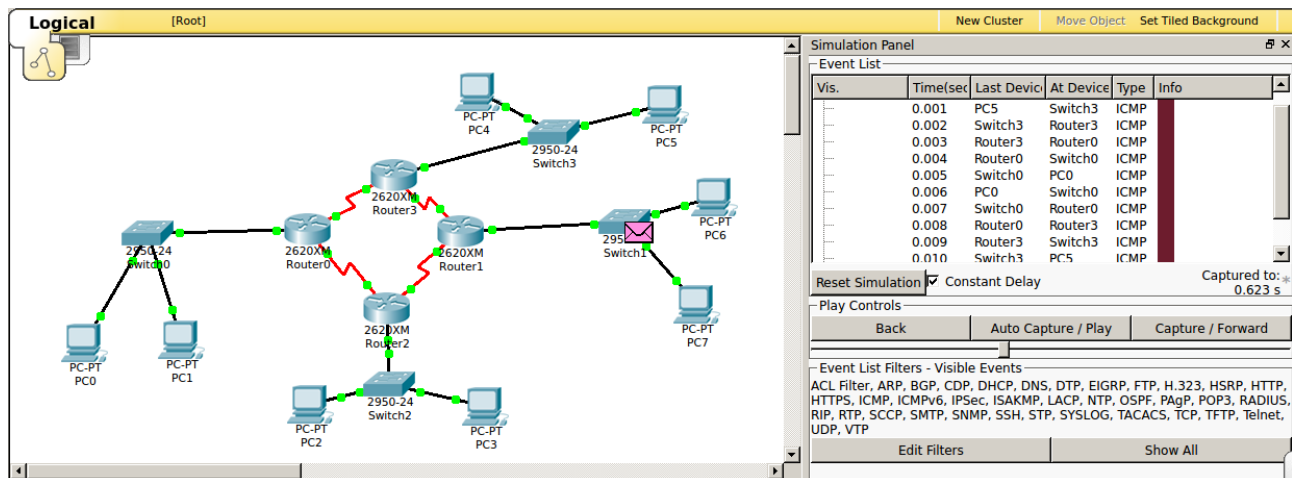 Logical
[Root]
New Cluster
Move Object
Set Tiled Background
PC-PT
PC4
2950-24
Switch3
PC-PT
PC5
2620XM
Router3
2950-24
Switch0
2620XM
Router0
2620XM
Router1
Switch1
PC-PT
PC6
PC-PT
PC7
PC-PT
PC0
PC-PT
PC1
2620XM
Router2
2950-24
Switch2
PC-PT
PC2
PC-PT
PC3
Simulation Panel
Event List
Vis. Time(sec Last Device At Device Type Info
0.001 PC5 Switch3 ICMP
0.002 Switch3 Router3 ICMP
0.003 Router3 Router0 ICMP
0.004 Router0 Switch0 ICMP
0.005 Switch0 PC0 ICMP
0.006 PC0 Switch0 ICMP
0.007 Switch0 Router0 ICMP
0.008 Router0 Router3 ICMP
0.009 Router3 Switch3 ICMP
0.010 Switch3 PC5 ICMP
Reset Simulation
Constant Delay
Captured to:
0.623 s
*
Play Controls
Back
Auto Capture / Play
Capture / Forward
Event List Filters - Visible Events
ACL Filter, ARP, BGP, CDP, DHCP, DNS, DTP, EIGRP, FTP, H.323, HSRP, HTTP,
HTTPS, ICMP, ICMPv6, IPSec, ISAKMP, LACP, NTP, OSPF, PAgP, POP3, RADIUS,
RIP, RTP, SCCP, SMTP, SNMP, SSH, STP, SYSLOG, TACACS, TCP, TFTP, Telnet,
UDP, VTP
Edit Filters
Show All